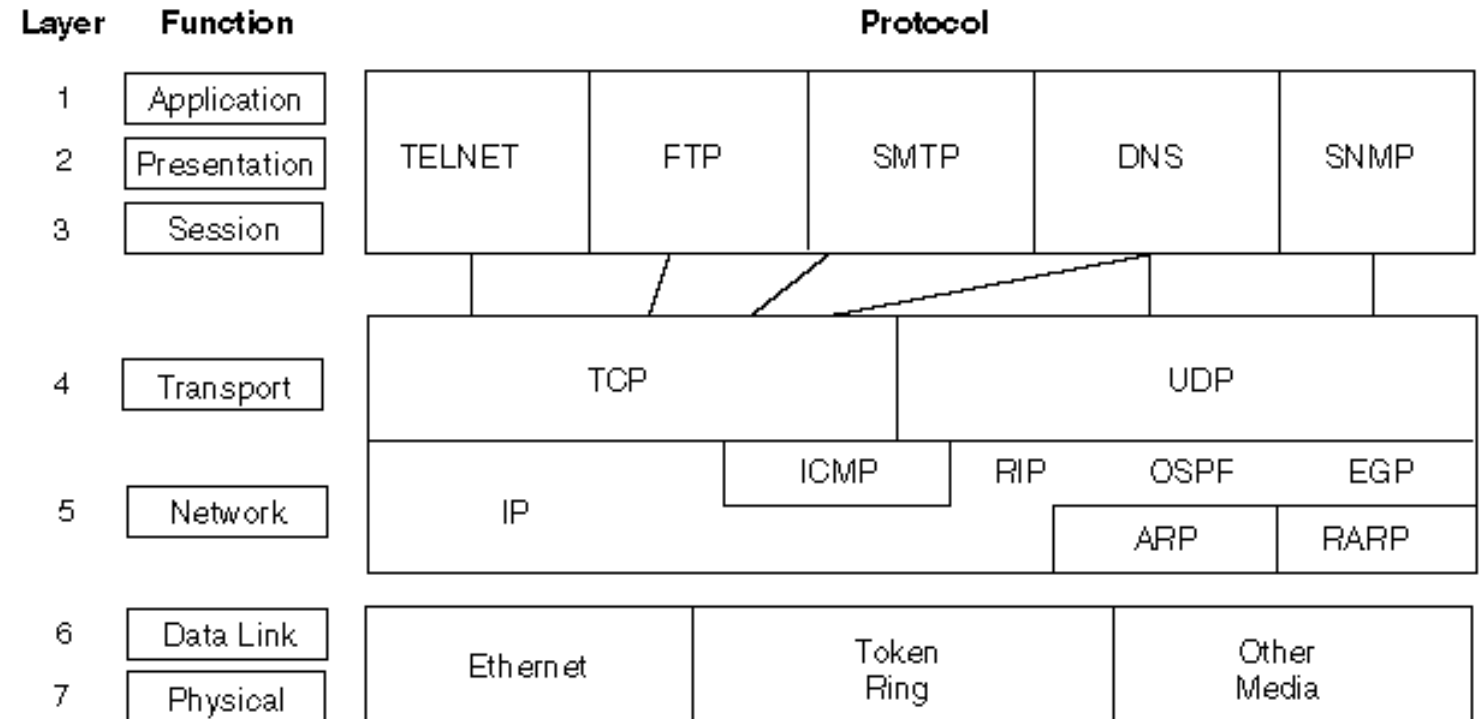 Layer Function Protocol
1 Application
2 Presentation TELNET FTP SMTP DNS SNMP
3 Session
4 Transport TCP UDP
ICMP RIP OSPF EGP
5 Network IP
ARP RARP
6 Data Link
Ethernet Token Ring Other Media
7 Physical